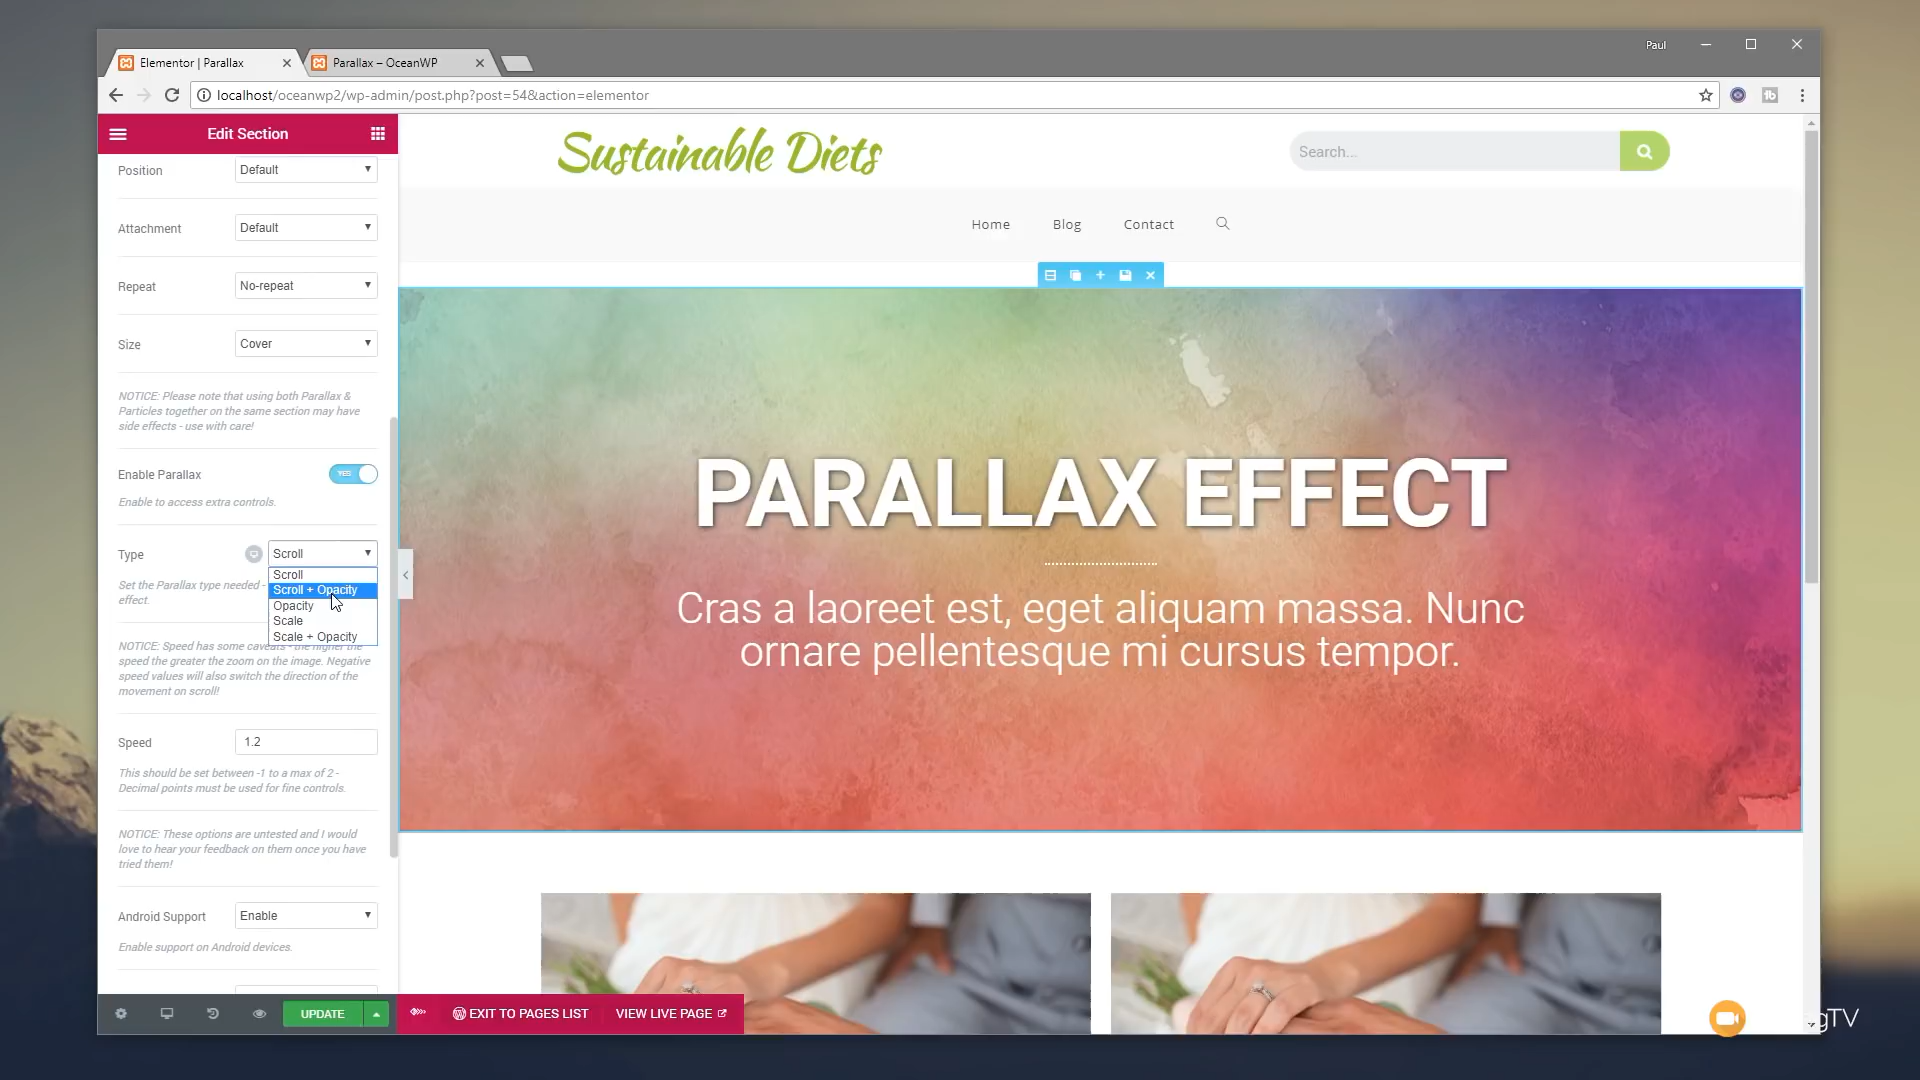 Paul
Elementor | Parallax
Parallax – OceanWP
localhost/oceanwp2/wp-admin/post.php?post=54&action=elementor
Edit Section
Position
Default
Attachment
Default
Repeat
No-repeat
Size
Cover
NOTICE: Please note that using both Parallax &
Particles together on the same section may have
side effects - use with care!
Enable Parallax
YES
Enable to access extra controls.
Type
Scroll
Scroll
Scroll + Opacity
Opacity
Scale
Scale + Opacity
Set the Parallax type needed -
effect.
NOTICE: Speed has some caveats - the higher the
speed the greater the zoom on the image. Negative
speed values will also switch the direction of the
movement on scroll!
Speed
1.2
This should be set between -1 to a max of 2 -
Decimal points must be used for fine controls.
NOTICE: These options are untested and I would
love to hear your feedback on them once you have
tried them!
Android Support
Enable
Enable support on Android devices.
UPDATE
EXIT TO PAGES LIST
VIEW LIVE PAGE
Sustainable Diets
Search...
Home
Blog
Contact
PARALLAX EFFECT
Cras a laoreet est, eget aliquam massa. Nunc
ornare pellentesque mi cursus tempor.